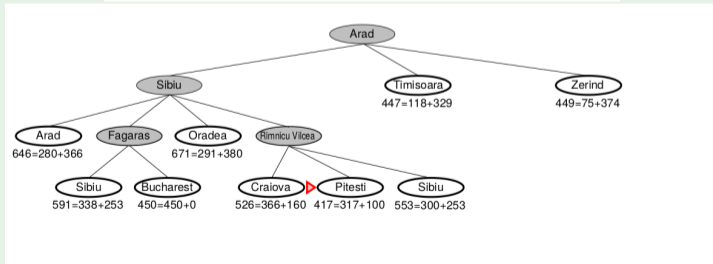 Arad
Sibiu
Timisoara
Zerind
447=118+329
449=75+374
Arad
Fagaras
Oradea
Rimnicu Vilcea
646=280+366
671=291+380
Sibiu
Bucharest
Craiova
Pitesti
Sibiu
591=338+253
450=450+0
526=366+160
417=317+100
553=300+253